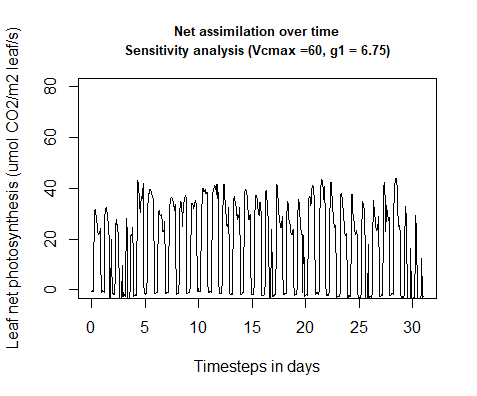 Net assimilation over time
Sensitivity analysis (Vcmax =60, g1 = 6.75)
Leaf net photosynthesis (umol CO2/m2 leaf/s)
80
60
40
20
0
0 5 10 15 20 25 30
Timesteps in days